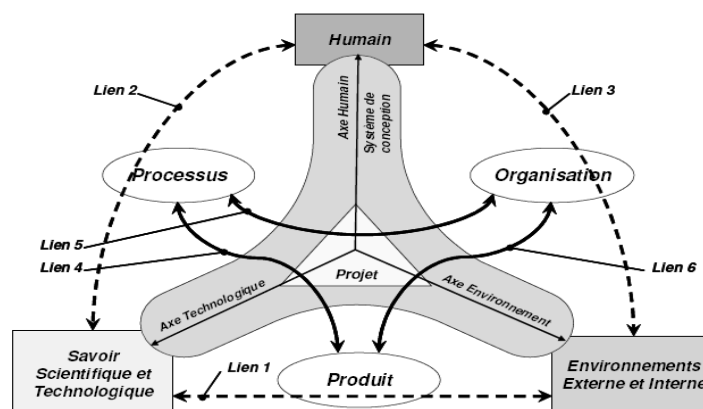 Humain
Lien 2
Lien 3
Axe Humain
Système de
conception
Processus
Organisation
Lien 5
Lien 4
Lien 6
Projet
Axe Technologique
Axe Environnement
Savoir
Scientifique et
Technologique
Lien 1
Produit
Environnements
Externe et Interne